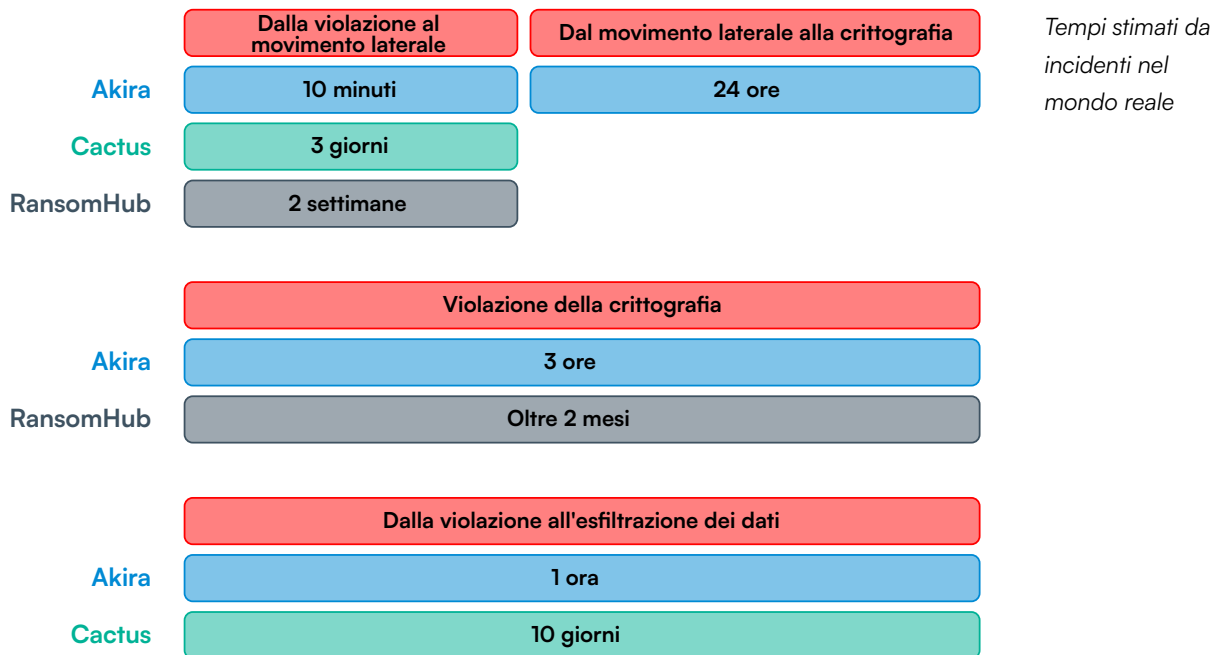 Dalla violazione al
movimento laterale
Dal movimento laterale alla crittografia
Tempi stimati da
incidenti nel
mondo reale
Akira
10 minuti
24 ore
Cactus
3 giorni
RansomHub
2 settimane
Violazione della crittografia
Akira
3 ore
RansomHub
Oltre 2 mesi
Dalla violazione all'esfiltrazione dei dati
Akira
1 ora
Cactus
10 giorni